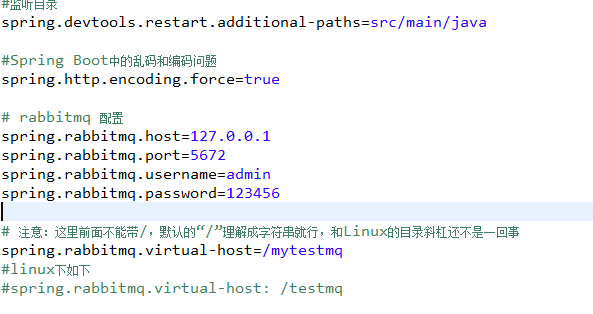 #监听目录
spring.devtools.restart.additional-paths=src/main/java
#Spring Boot中的乱码和编码问题
spring.http.encoding.force=true
# rabbitmq 配置
spring.rabbitmq.host=127.0.0.1
spring.rabbitmq.port=5672
spring.rabbitmq.username=admin
spring.rabbitmq.password=123456
# 注意：这里前面不能带/，默认的“/”理解成字符串就行，和Linux的目录斜杠还不是一回事
spring.rabbitmq.virtual-host=/mytestmq
#linux下如下
#spring.rabbitmq.virtual-host: /testmq